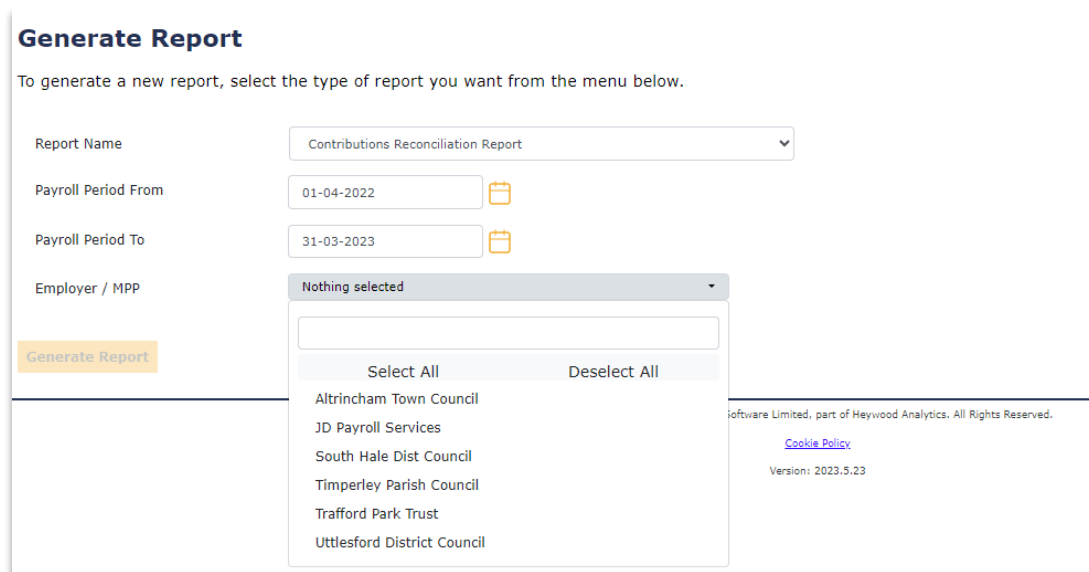 Generate Report
To generate a new report, select the type of report you want from the menu below.
Report Name
Contributions Reconciliation Report
Payroll Period From
01-04-2022
Payroll Period To
31-03-2023
Employer / MPP
Nothing selected
Generate Report
Select All
Deselect All
Altrincham Town Council
JD Payroll Services
South Hale Dist Council
Timperley Parish Council
Trafford Park Trust
Uttlesford District Council
Software Limited, part of Heywood Analytics. All Rights Reserved.
Cookie Policy
Version: 2023.5.23